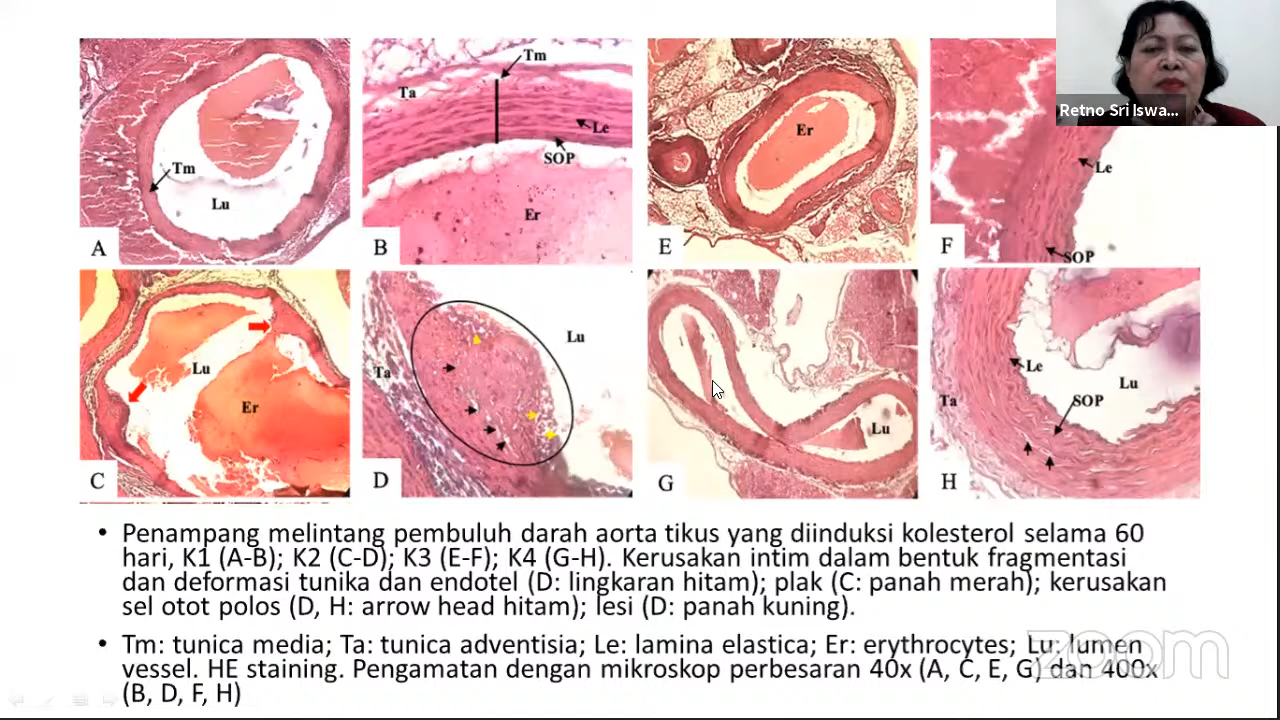 Retno Sri Iswa...
Tm
Ta
Le
SOP
Er
B
Tm
Lu
A
Er
E
Le
SOP
F
Lu
Er
C
Lu
Ta
D
Lu
G
Le
Lu
SOP
Ta
H
• Penampang melintang pembuluh darah aorta tikus yang diinduksi kolesterol selama 60
hari, K1 (A-B); K2 (C-D); K3 (E-F); K4 (G-H). Kerusakan intim dalam bentuk fragmentasi
dan deformasi tunika dan endotel (D: lingkaran hitam); plak (C: panah merah); kerusakan
sel otot polos (D, H: arrow head hitam); lesi (D: panah kuning).
• Tm: tunica media; Ta: tunica adventisia; Le: lamina elastica; Er: erythrocytes; Lu: lumen
vessel. HE staining. Pengamatan dengan mikroskop perbesaran 40x (A, C, E, G) dan 400x
(B, D, F, H)
zoom